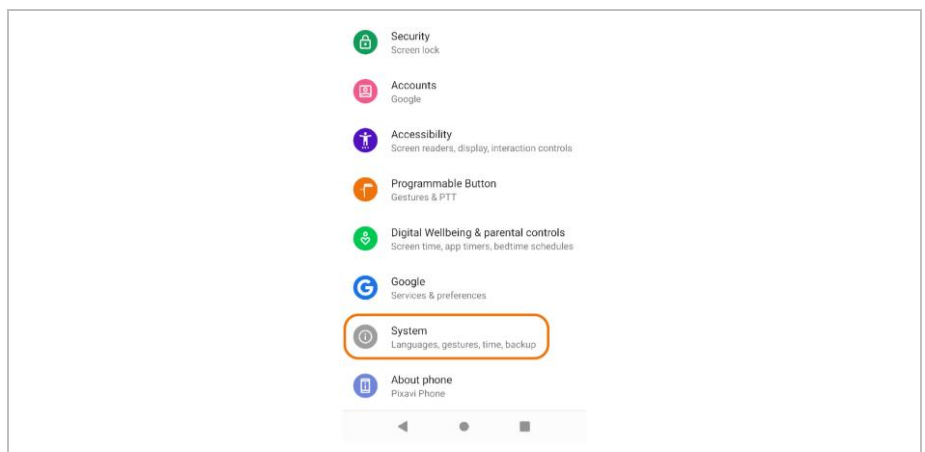 Security
Screen lock
Accounts
Google
Accessibility
Screen readers, display, interaction controls
Programmable Button
Gestures & PTT
Digital Wellbeing & parental controls
Screen time, app timers, bedtime schedules
Google
Services & preferences
System
Languages, gestures, time, backup
About phone
Pixavi Phone